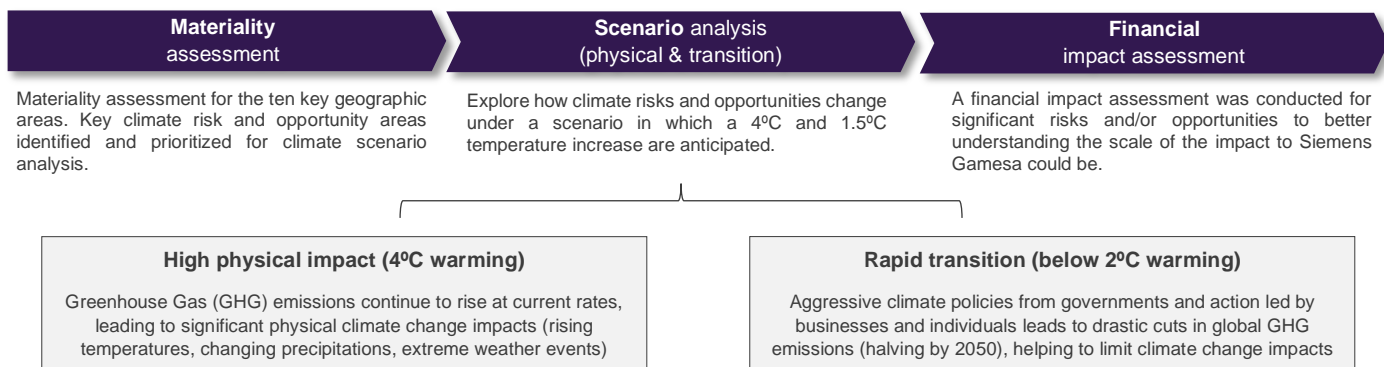 Materiality
assessment
Scenario analysis
(physical & transition)
Financial
impact assessment
Materiality assessment for the ten key geographic
areas. Key climate risk and opportunity areas
identified and prioritized for climate scenario
analysis.
Explore how climate risks and opportunities change
under a scenario in which a 4ºC and 1.5ºC
temperature increase are anticipated.
A financial impact assessment was conducted for
significant risks and/or opportunities to better
understanding the scale of the impact to Siemens
Gamesa could be.
High physical impact (4ºC warming)
Greenhouse Gas (GHG) emissions continue to rise at current rates,
leading to significant physical climate change impacts (rising
temperatures, changing precipitations, extreme weather events)
Rapid transition (below 2ºC warming)
Aggressive climate policies from governments and action led by
businesses and individuals leads to drastic cuts in global GHG
emissions (halving by 2050), helping to limit climate change impacts